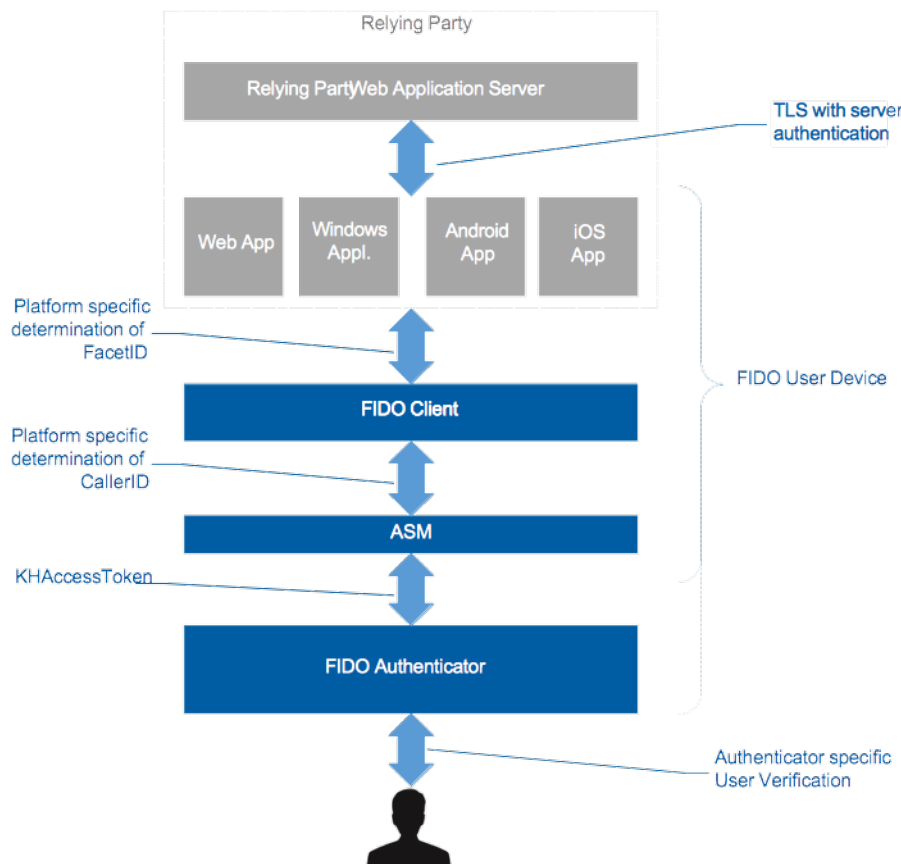 Relying Party
Relying PartyWeb Application Server
TLS with server
authentication
Web App
Windows
Appl.
Android
App
iOS
App
Platform specific
determination of
FacetID
FIDO User Device
FIDO Client
Platform specific
determination of
CallerID
ASM
KHAccessToken
FIDO Authenticator
Authenticator specific
User Verification